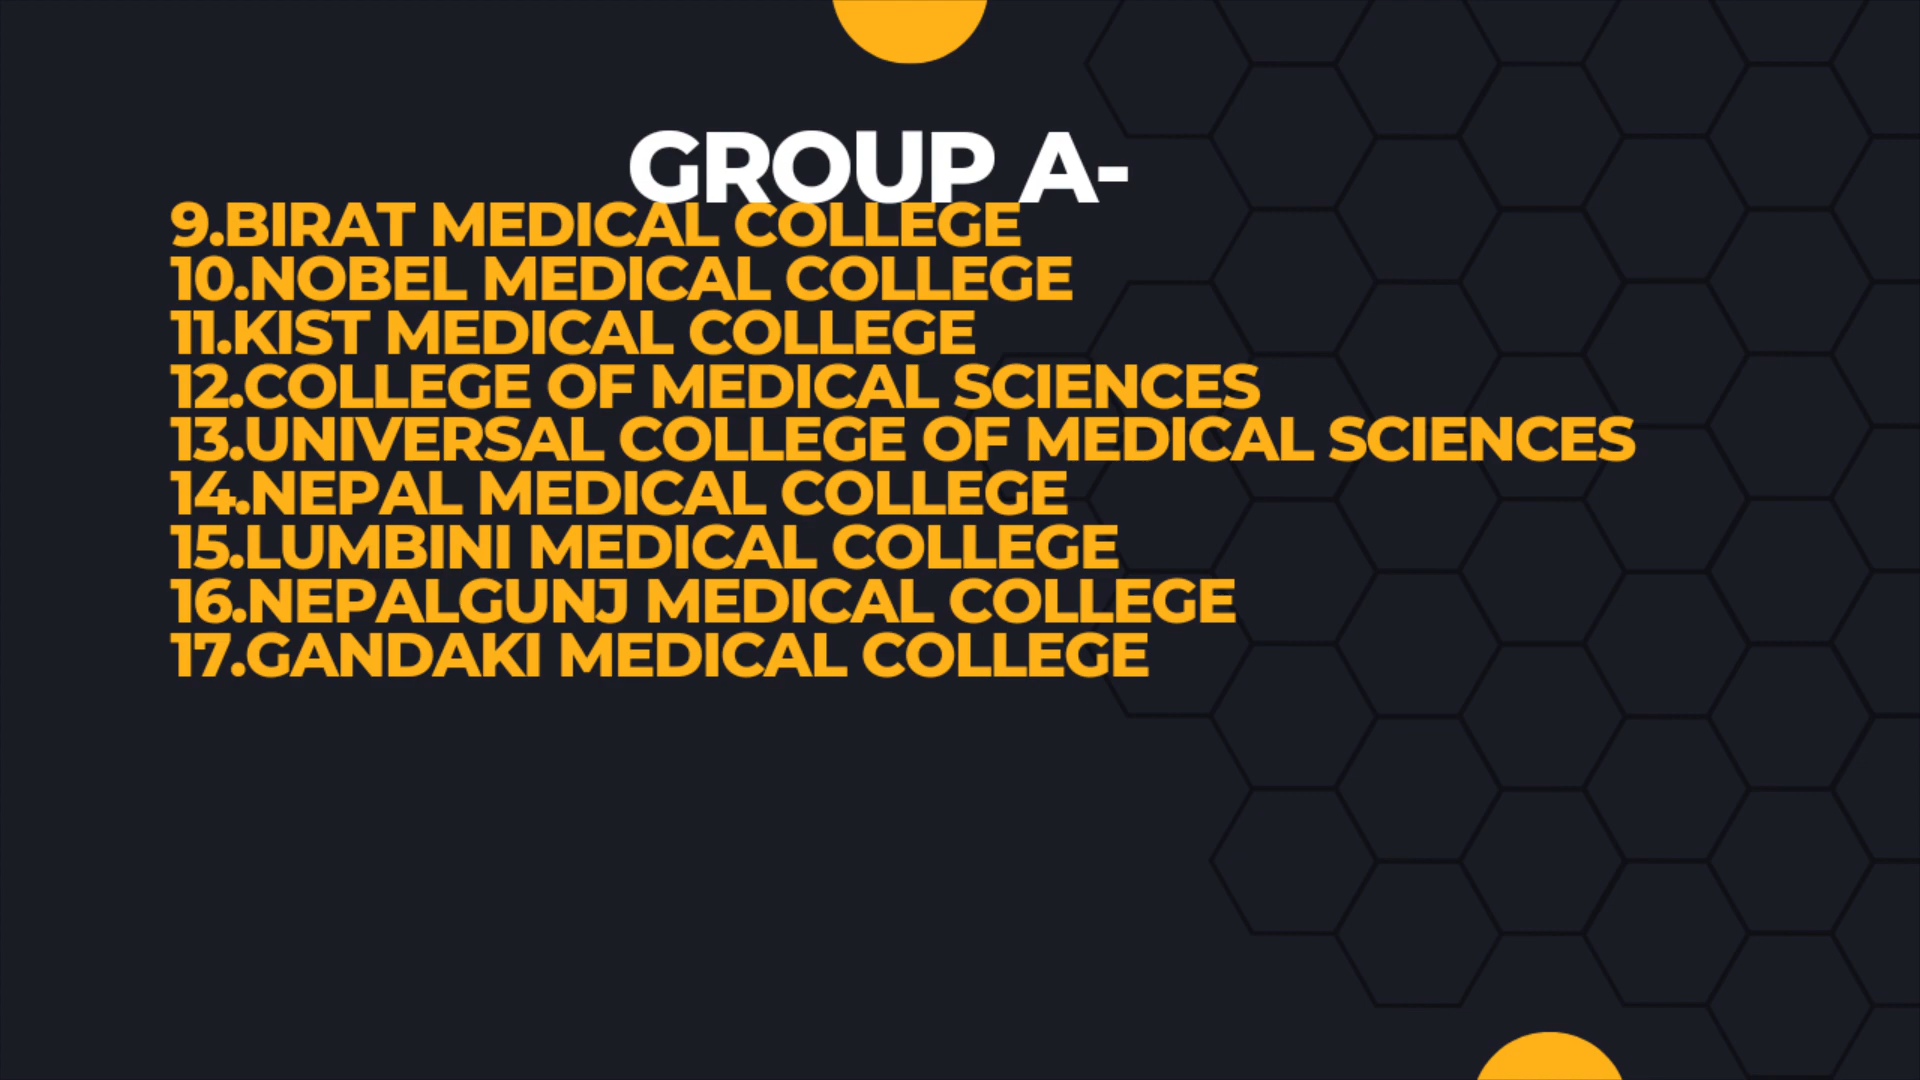 GROUP A-
9.BIRAT MEDICAL COLLEGE
10.NOBEL MEDICAL COLLEGE
11.KIST MEDICAL COLLEGE
12.COLLEGE OF MEDICAL SCIENCES
13.UNIVERSAL COLLEGE OF MEDICAL SCIENCES
14.NEPAL MEDICAL COLLEGE
15.LUMBINI MEDICAL COLLEGE
16.NEPALGUNJ MEDICAL COLLEGE
17.GANDAKI MEDICAL COLLEGE